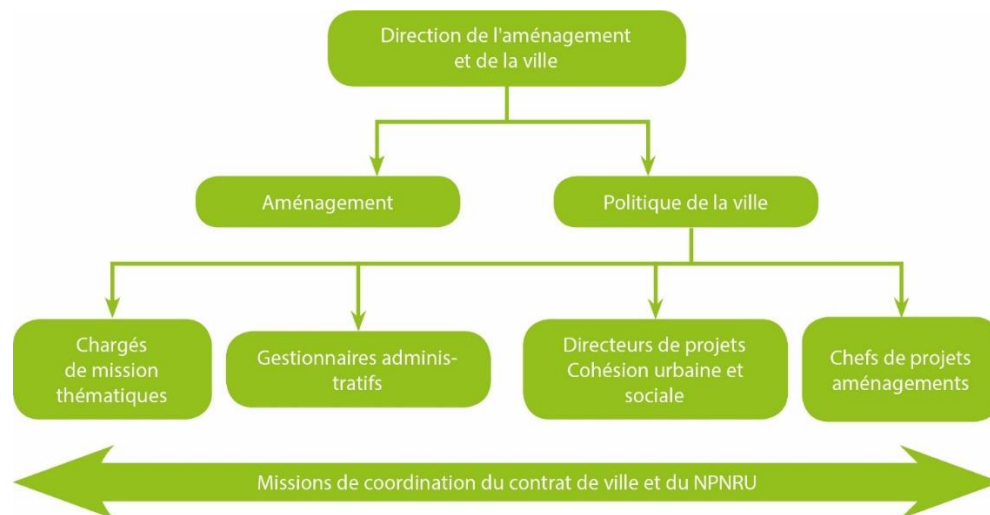 Direction de l'aménagement
et de la ville
Aménagement
Politique de la ville
Chargés
de mission
thématiques
Gestionnaires adminis-
tratifs
Directeurs de projets
Cohésion urbaine et
sociale
Chefs de projets
aménagements
Missions de coordination du contrat de ville et du NPNRU